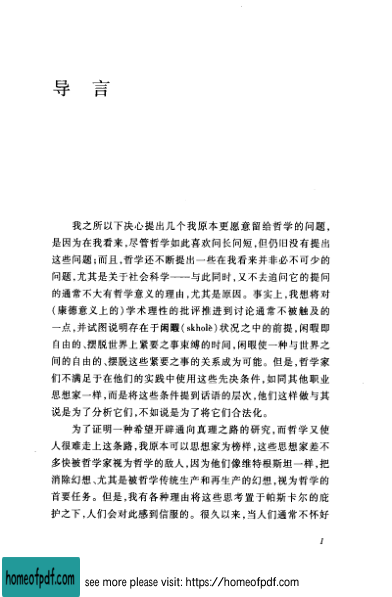 导 言
我之所以下决心提出几个我原本更愿意留给哲学的问题,
是因为在我看来,尽管哲学如此喜欢问长问短,但仍旧没有提出
这些问题;而且,哲学还不断提出一些在我看来并非必不可少的
问题,尤其是关于社会科学——与此同时,又不去追问它的提问
的通常不大有哲学意义的理由,尤其是原因。事实上,我想将对
(康德意义上的)学术理性的批评推进到讨论通常不被触及的
一点,并试图说明存在于闲暇(skholè)状况之中的前提,闲暇即
自由的、摆脱世界上紧要之事束缚的时间,闲暇使一种与世界之
间的自由的、摆脱这些紧要之事的关系成为可能。但是,哲学家
们不满足于在他们的实践中使用这些先决条件,如同其他职业
思想家一样,而是将这些条件提到话语的层次,他们这样做与其
说是为了分析它们,不如说是为了将它们合法化。
为了证明一种希望开辟通向真理之路的研究,而哲学又使
人很难走上这条路,我原本可以思想家为榜样,这些思想家差不
多快被哲学家视为哲学的敌人,因为他们像维特根斯坦一样,把
消除幻想、尤其是被哲学传统生产和再生产的幻想,视为哲学的
首要任务。但是,我有各种理由将这些思考置于帕斯卡尔的庇
护之下,人们会对此感到信服的。很久以来,当人们通常不怀好
1
homeofpdf.com
see more please visit: https://homeofpdf.com